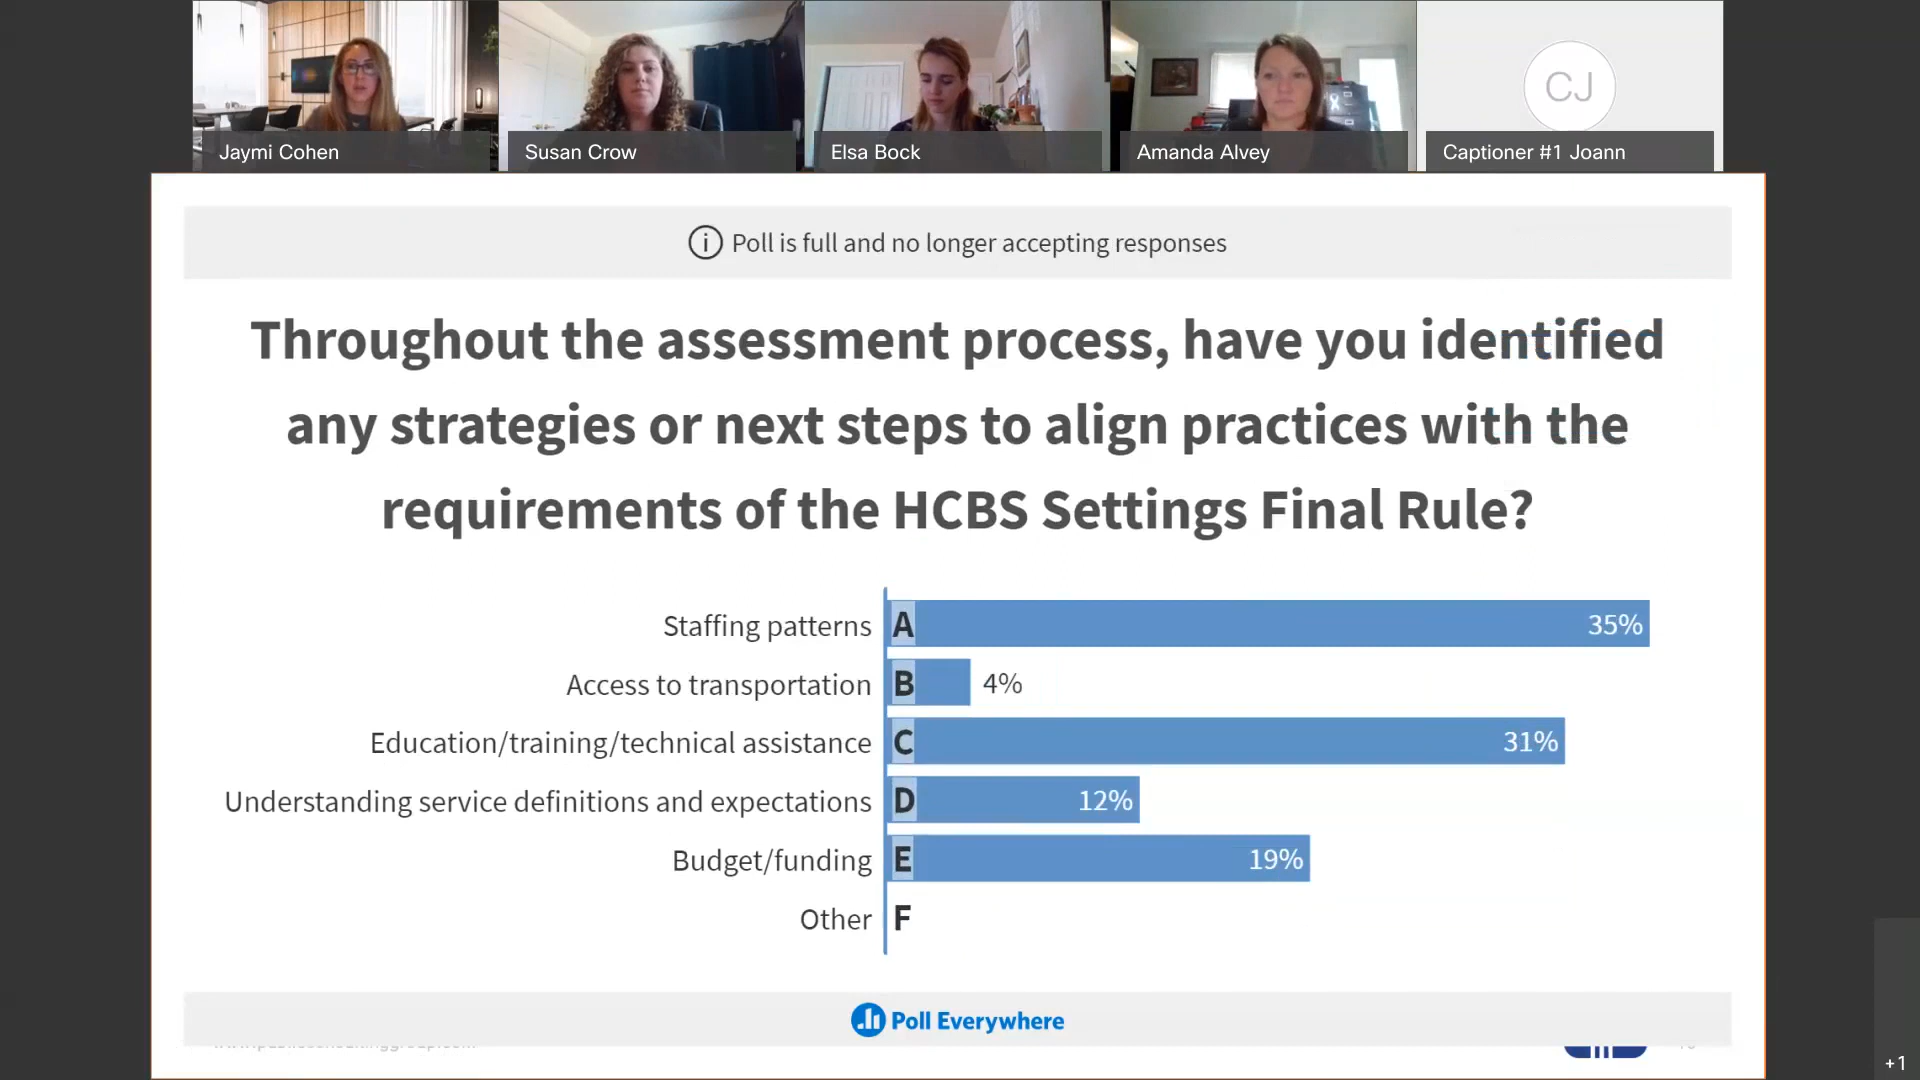 Jaymi Cohen
Susan Crow
Elsa Bock
Amanda Alvey
CJ
Captioner #1 Joann
Poll is full and no longer accepting responses
Throughout the assessment process, have you identified
any strategies or next steps to align practices with the
requirements of the HCBS Settings Final Rule?
Staffing patterns A 35%
Access to transportation B 4%
Education/training/technical assistance C 31%
Understanding service definitions and expectations D 12%
Budget/funding E 19%
Other F
Poll Everywhere
+1